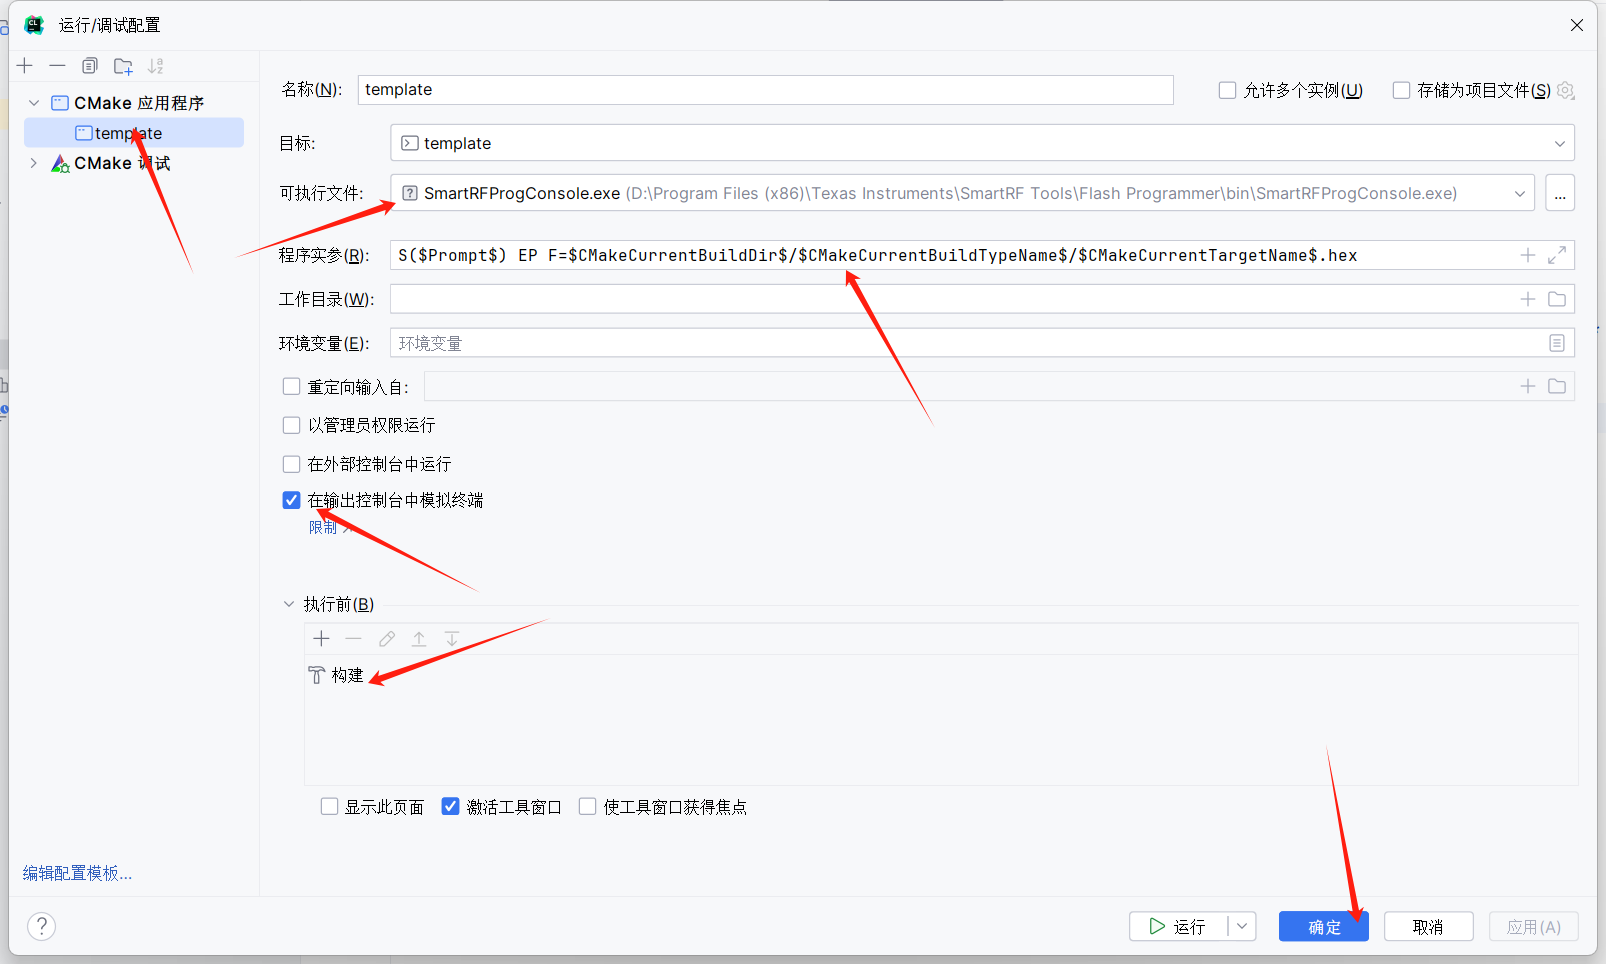 运行/调试配置
CMake 应用程序
template
CMake 调试
编辑配置模板...
名称(N): template 允许多个实例(U) 存储为项目文件(S)
目标: template
可执行文件: SmartRFProgConsole.exe (D:\Program Files (x86)\Texas Instruments\SmartRF Tools\Flash Programmer\bin\SmartRFProgConsole.exe) ...
程序实参(R): S($Prompt$) EP F=$CMakeCurrentBuildDir$/$CMakeCurrentBuildTypeName$/$CMakeCurrentTargetName$.hex
工作目录(W):
环境变量(E): 环境变量
重定向输入自:
以管理员权限运行
在外部控制台中运行
在输出控制台中模拟终端
限制
执行前(B)
构建
显示此页面 激活工具窗口 使工具窗口获得焦点
? 运行 确定 取消 应用(A)